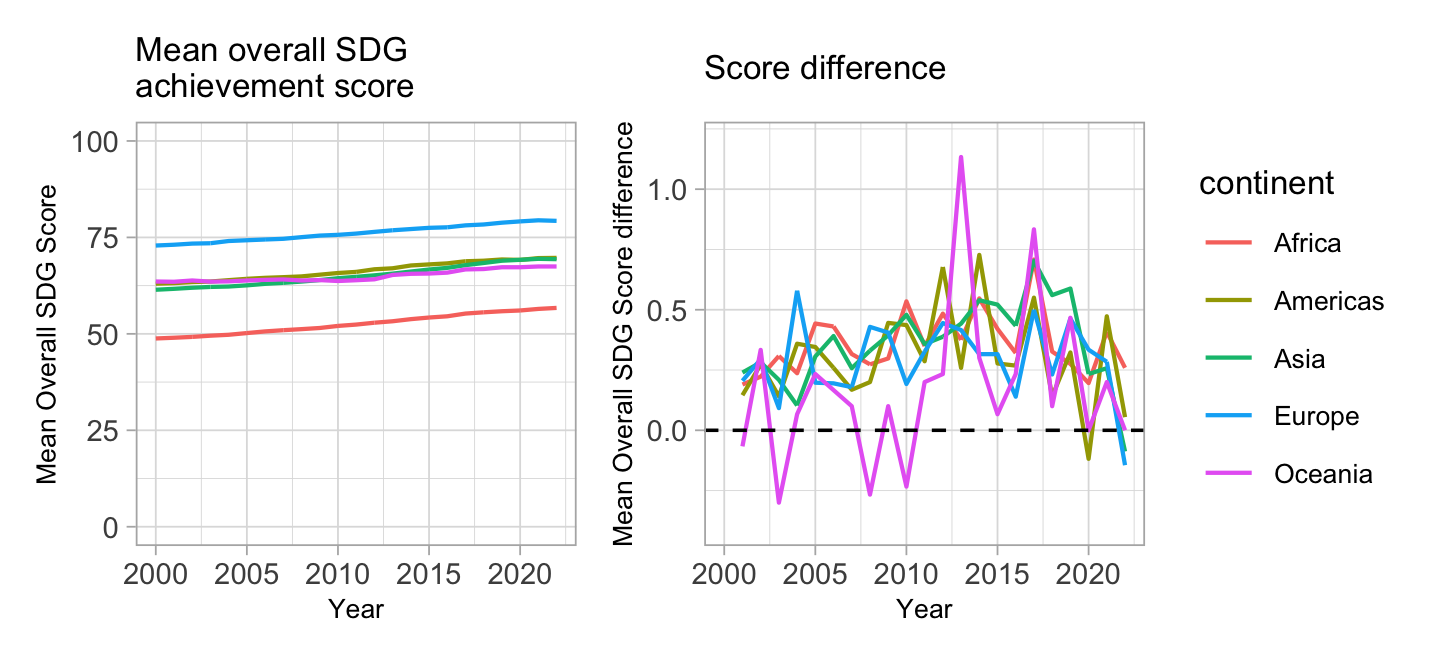 Mean overall SDG
achievement score
Mean Overall SDG Score
100
75
50
25
0
2000 2005 2010 2015 2020
Year
Score difference
Mean Overall SDG Score difference
1.0
0.5
0.0
2000 2005 2010 2015 2020
Year
continent
Africa
Americas
Asia
Europe
Oceania